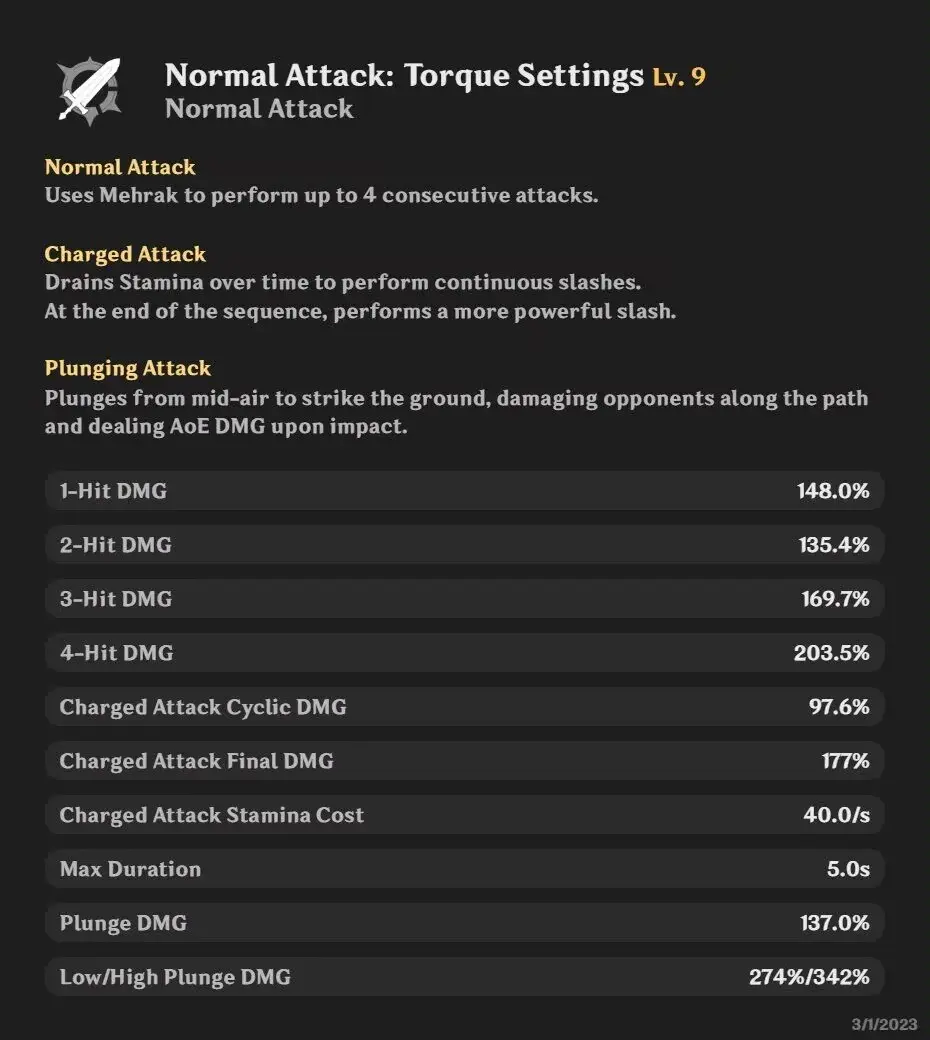 Normal Attack: Torque Settings Lv. 9
Normal Attack
Normal Attack
Uses Mehrak to perform up to 4 consecutive attacks.
Charged Attack
Drains Stamina over time to perform continuous slashes.
At the end of the sequence, performs a more powerful slash.
Plunging Attack
Plunges from mid-air to strike the ground, damaging opponents along the path
and dealing AoE DMG upon impact.
1-Hit DMG 148.0%
2-Hit DMG 135.4%
3-Hit DMG 169.7%
4-Hit DMG 203.5%
Charged Attack Cyclic DMG 97.6%
Charged Attack Final DMG 177%
Charged Attack Stamina Cost 40.0/s
Max Duration 5.0s
Plunge DMG 137.0%
Low/High Plunge DMG 274%/342%
3/1/2023